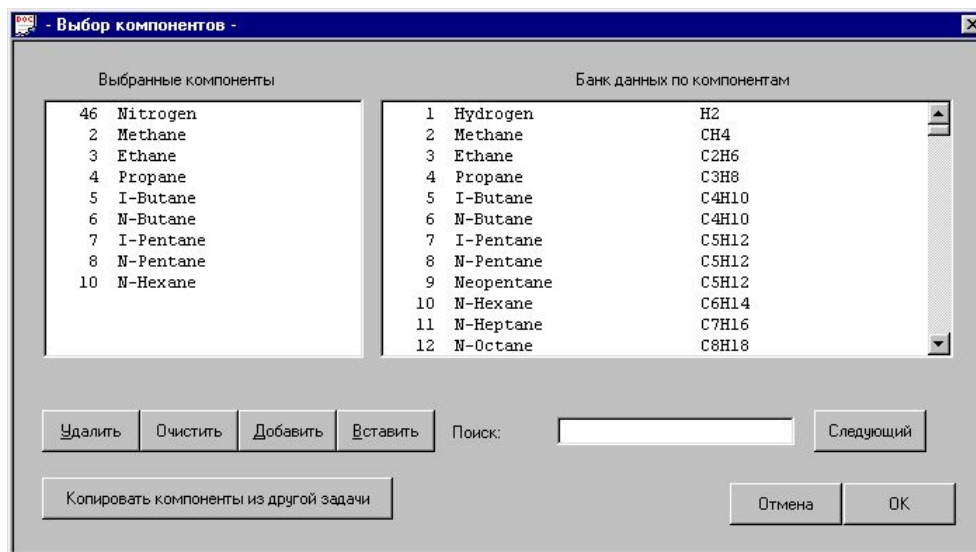 - Выбор компонентов -
Выбранные компоненты
46 Nitrogen
2 Methane
3 Ethane
4 Propane
5 I-Butane
6 N-Butane
7 I-Pentane
8 N-Pentane
10 N-Hexane
Банк данных по компонентам
1 Hydrogen H2
2 Methane CH4
3 Ethane C2H6
4 Propane C3H8
5 I-Butane C4H10
6 N-Butane C4H10
7 I-Pentane C5H12
8 N-Pentane C5H12
9 Neopentane C5H12
10 N-Hexane C6H14
11 N-Heptane C7H16
12 N-Octane C8H18
Удалить Очистить Добавить Вставить Поиск: Следующий
Копировать компоненты из другой задачи Отмена OK